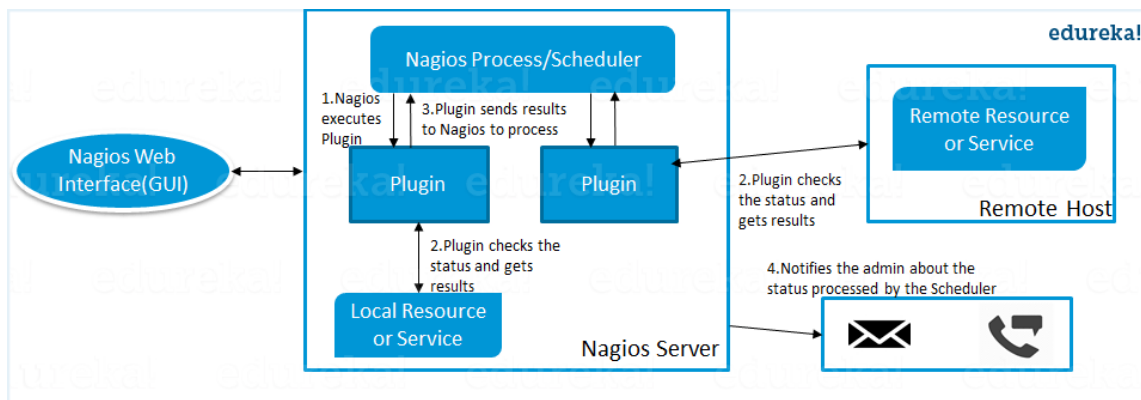 edureka!
Nagios Process/Scheduler
1.Nagios
executes
Plugin
3.Plugin sends results
to Nagios to process
Remote Resource
or Service
Nagios Web
Interface(GUI)
Plugin
Plugin
2.Plugin checks
the status and
gets results
Remote Host
2.Plugin checks the
status and gets
results
4.Notifies the admin about the
status processed by the Scheduler
Local Resource
or Service
Nagios Server